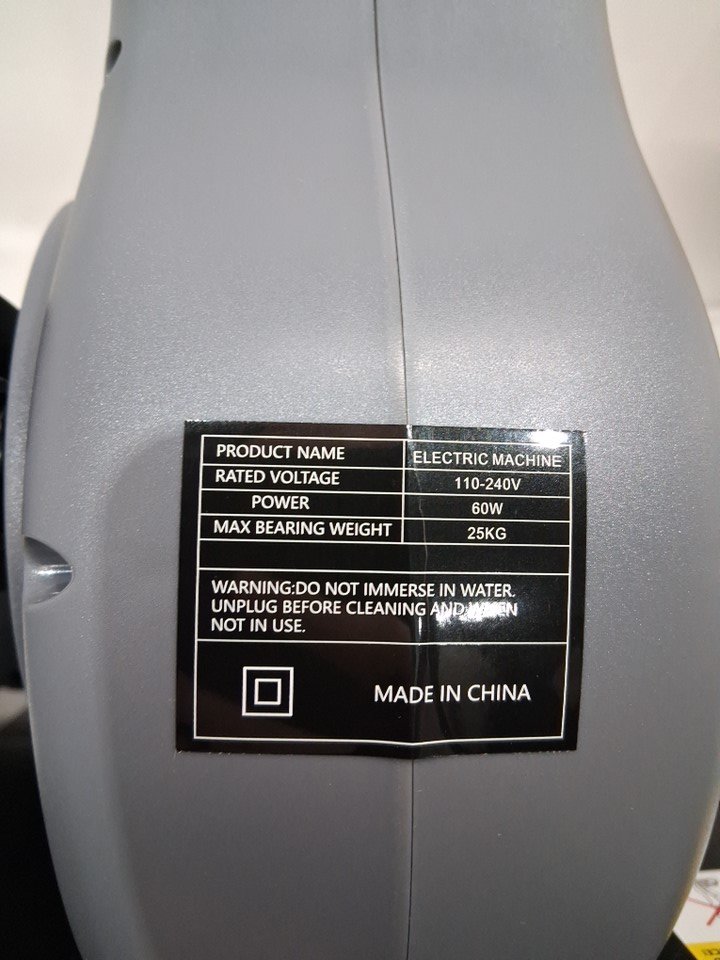 PRODUCT NAME ELECTRIC MACHINE
RATED VOLTAGE 110-240V
POWER 60W
MAX BEARING WEIGHT 25KG
WARNING:DO NOT IMMERSE IN WATER.
UNPLUG BEFORE CLEANING AND WHEN
NOT IN USE.
MADE IN CHINA